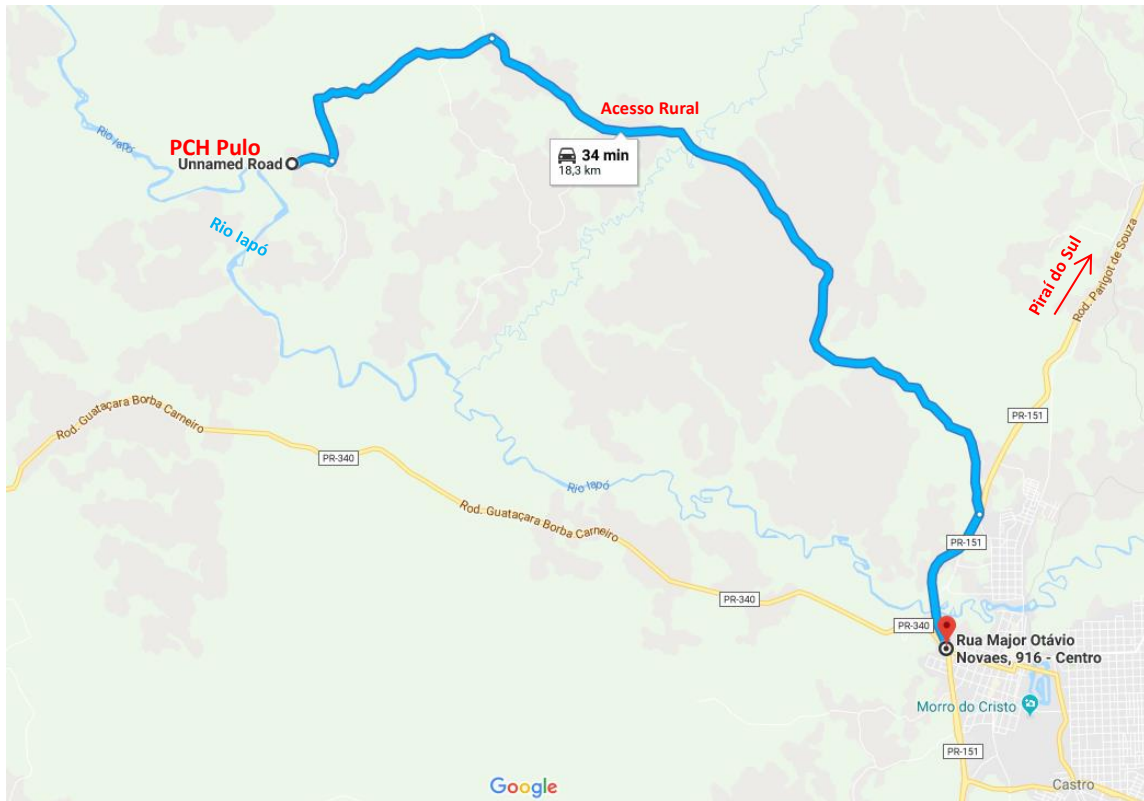 Rio Iapó
PCH Pulo
Unnamed Road
Acesso Rural
34 min
18,3 km
Rio Iapó
Piraí do Sul
Rod. Parigot de Souza
Rod. Guataçara Borba Carneiro
PR-340
PR-151
Rio Iapó
Rod. Guataçara Borba Carneiro
PR-151
PR-340
PR-340
Rua Major Otávio
Novaes, 916 - Centro
Morro do Cristo
PR-151
Castro
Google